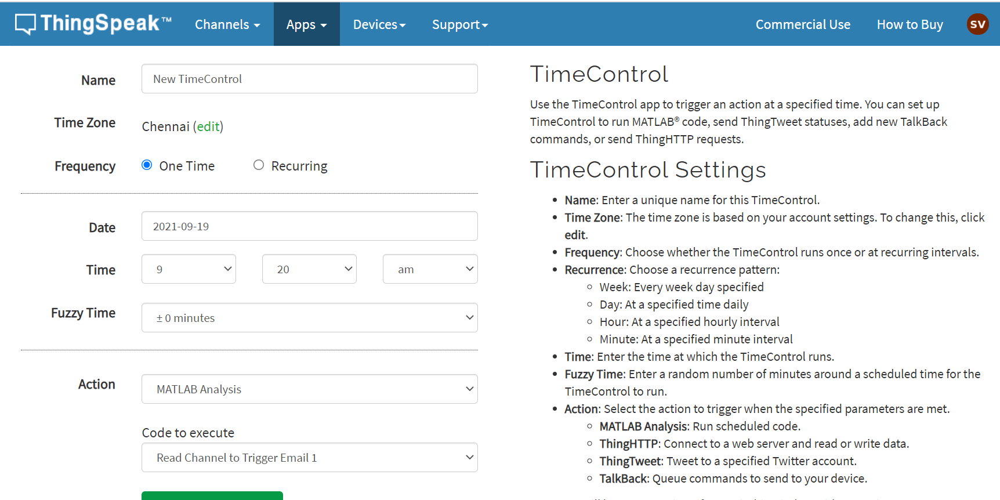 ThingSpeak™ Channels Apps Devices Support Commercial Use How to Buy SV
Name New TimeControl
Time Zone Chennai (edit)
Frequency One Time Recurring
Date 2021-09-19
Time 9 20 am
Fuzzy Time ± 0 minutes
Action MATLAB Analysis
Code to execute
Read Channel to Trigger Email 1
TimeControl
Use the TimeControl app to trigger an action at a specified time. You can set up
TimeControl to run MATLAB® code, send ThingTweet statuses, add new TalkBack
commands, or send ThingHTTP requests.
TimeControl Settings
Name: Enter a unique name for this TimeControl.
Time Zone: The time zone is based on your account settings. To change this, click
edit.
Frequency: Choose whether the TimeControl runs once or at recurring intervals.
Recurrence: Choose a recurrence pattern:
Week: Every week day specified
Day: At a specified time daily
Hour: At a specified hourly interval
Minute: At a specified minute interval
Time: Enter the time at which the TimeControl runs.
Fuzzy Time: Enter a random number of minutes around a scheduled time for the
TimeControl to run.
Action: Select the action to trigger when the specified parameters are met.
MATLAB Analysis: Run scheduled code.
ThingHTTP: Connect to a web server and read or write data.
ThingTweet: Tweet to a specified Twitter account.
TalkBack: Queue commands to send to your device.